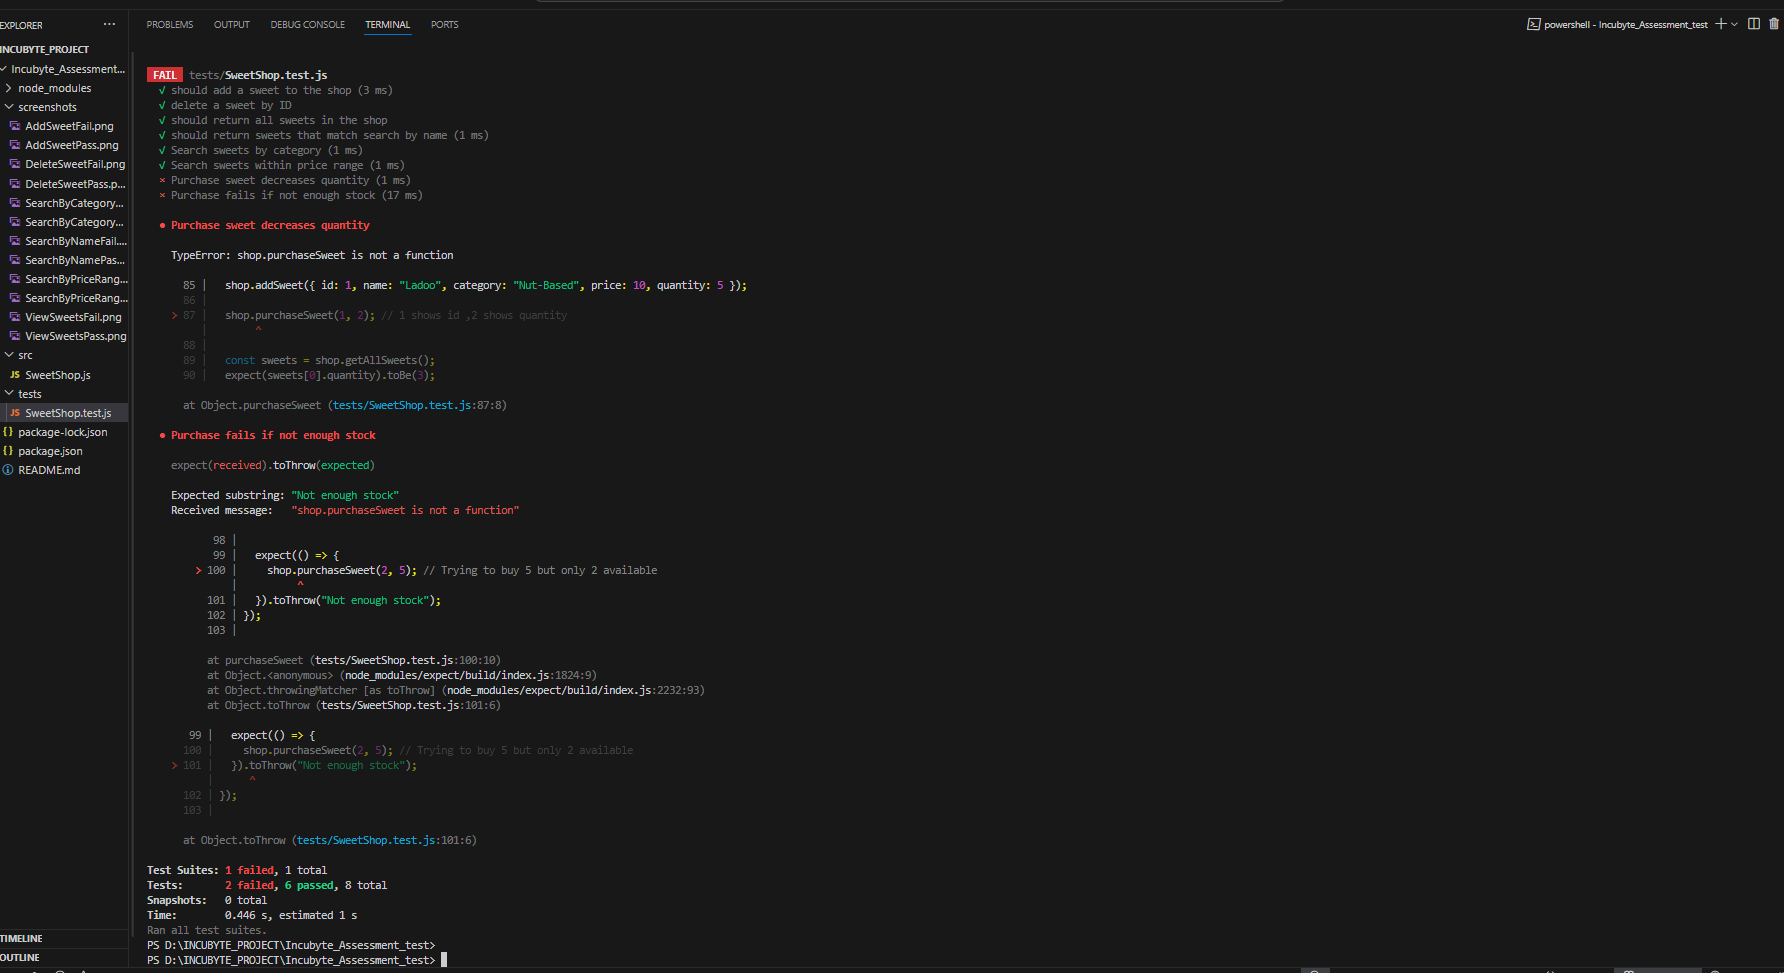 EXPLORER
···
PROBLEMS OUTPUT DEBUG CONSOLE TERMINAL PORTS
powershell - Incubyte_Assessment_test
INCUBYTE_PROJECT
Incubyte_Assessment...
node_modules
screenshots
AddSweetFail.png
AddSweetPass.png
DeleteSweetFail.png
DeleteSweetPass.p...
SearchByCategory...
SearchByCategory...
SearchByNameFail....
SearchByNamePas...
SearchByPriceRang...
SearchByPriceRang...
ViewSweetsFail.png
ViewSweetsPass.png
src
JS SweetShop.js
tests
JS SweetShop.test.js
{} package-lock.json
{} package.json
README.md
TIMELINE
OUTLINE
FAIL tests/SweetShop.test.js
√ should add a sweet to the shop (3 ms)
√ delete a sweet by ID
√ should return all sweets in the shop
√ should return sweets that match search by name (1 ms)
√ Search sweets by category (1 ms)
√ Search sweets within price range (1 ms)
× Purchase sweet decreases quantity (1 ms)
× Purchase fails if not enough stock (17 ms)
● Purchase sweet decreases quantity
TypeError: shop.purchaseSweet is not a function
85 | shop.addSweet({ id: 1, name: "Ladoo", category: "Nut-Based", price: 10, quantity: 5 });
86 |
> 87 | shop.purchaseSweet(1, 2); // 1 shows id ,2 shows quantity
| ^
88 |
89 | const sweets = shop.getAllSweets();
90 | expect(sweets[0].quantity).toBe(3);
at Object.purchaseSweet (tests/SweetShop.test.js:87:8)
● Purchase fails if not enough stock
expect(received).toThrow(expected)
Expected substring: "Not enough stock"
Received message: "shop.purchaseSweet is not a function"
98 |
99 | expect(() => {
> 100 | shop.purchaseSweet(2, 5); // Trying to buy 5 but only 2 available
| ^
101 | }).toThrow("Not enough stock");
102 | });
103 |
at purchaseSweet (tests/SweetShop.test.js:100:10)
at Object.<anonymous> (node_modules/expect/build/index.js:1824:9)
at Object.throwingMatcher [as toThrow] (node_modules/expect/build/index.js:2232:93)
at Object.toThrow (tests/SweetShop.test.js:101:6)
99 | expect(() => {
100 | shop.purchaseSweet(2, 5); // Trying to buy 5 but only 2 available
> 101 | }).toThrow("Not enough stock");
| ^
102 | });
103 |
at Object.toThrow (tests/SweetShop.test.js:101:6)
Test Suites: 1 failed, 1 total
Tests: 2 failed, 6 passed, 8 total
Snapshots: 0 total
Time: 0.446 s, estimated 1 s
Ran all test suites.
PS D:\INCUBYTE_PROJECT\Incubyte_Assessment_test>
PS D:\INCUBYTE_PROJECT\Incubyte_Assessment_test>